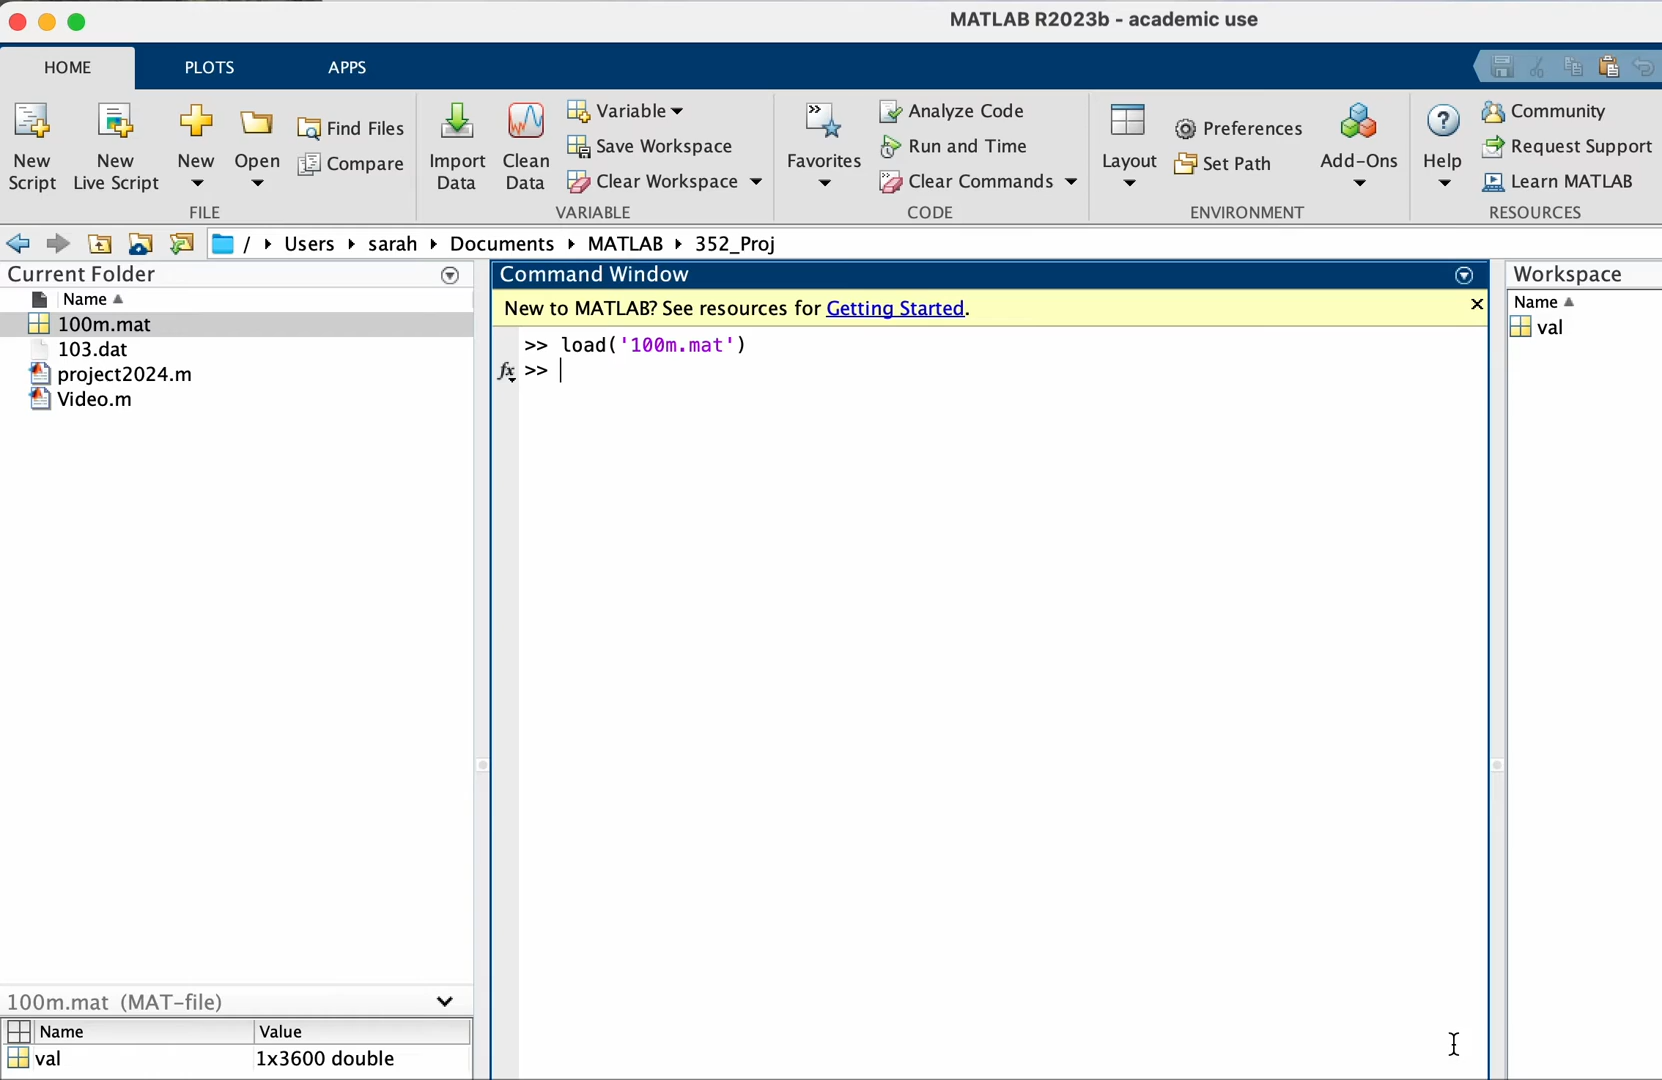 MATLAB R2023b - academic use
HOME PLOTS APPS
New Script
New Live Script
New
Open
Find Files
Compare
FILE
Import Data
Clean Data
Variable
Save Workspace
Clear Workspace
VARIABLE
Favorites
Analyze Code
Run and Time
Clear Commands
CODE
Layout
Preferences
Set Path
Add-Ons
ENVIRONMENT
Help
Community
Request Support
Learn MATLAB
RESOURCES
/ Users sarah Documents MATLAB 352_Proj
Current Folder
Name
100m.mat
103.dat
project2024.m
Video.m
100m.mat (MAT-file)
Name Value
val 1x3600 double
Command Window
New to MATLAB? See resources for Getting Started.
>> load('100m.mat')
fx >>
Workspace
Name
val